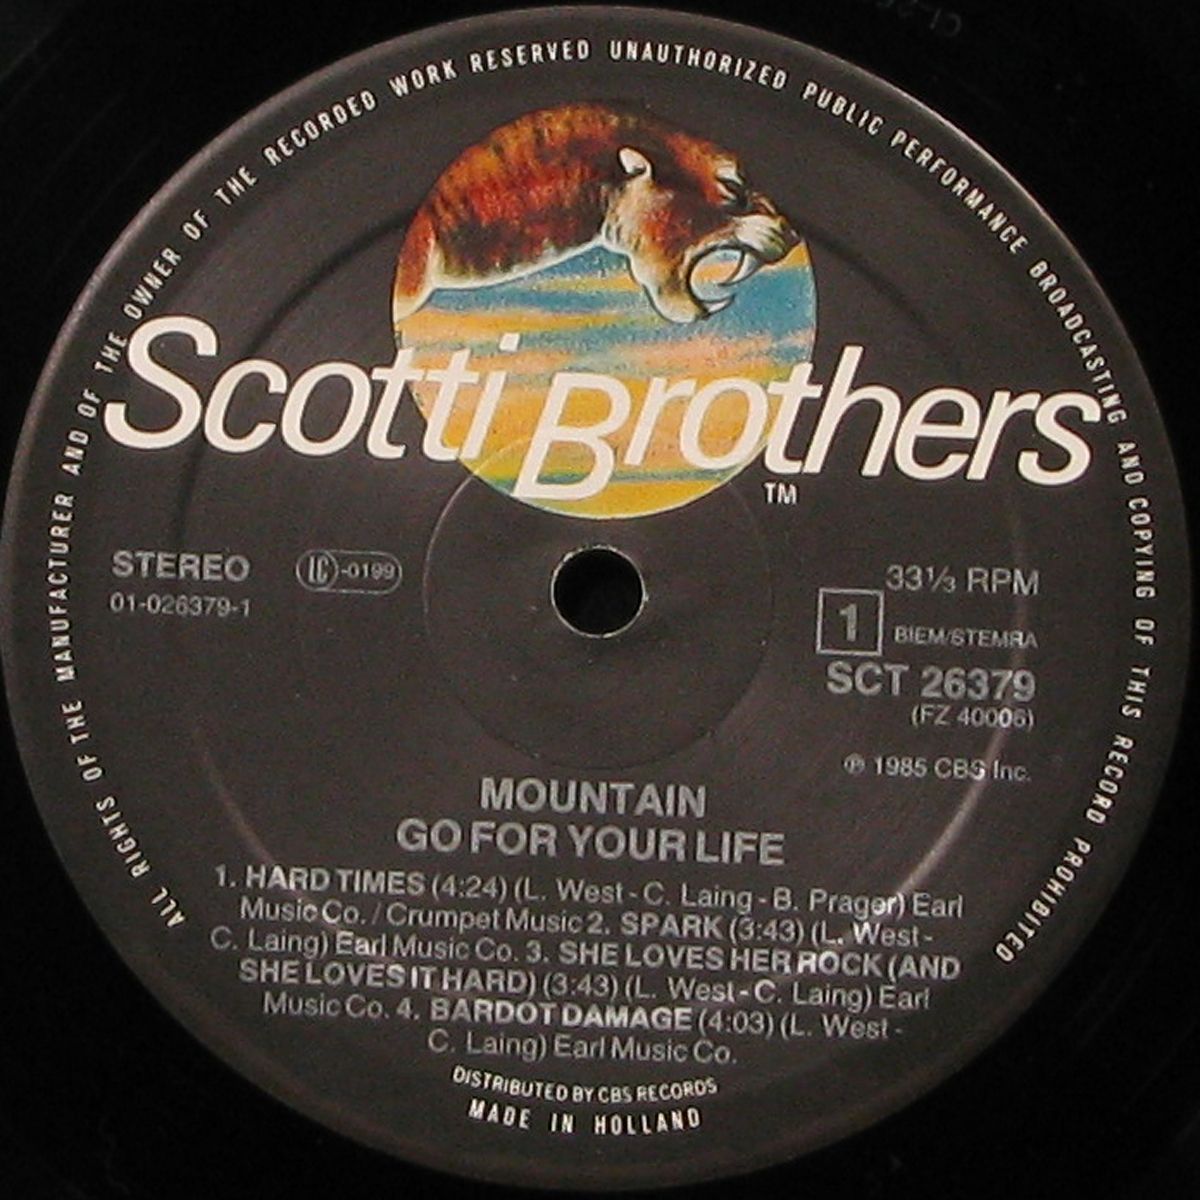 ALL RIGHTS OF THE MANUFACTURER AND OF THE OWNER OF THE RECORDED WORK RESERVED UNAUTHORIZED PUBLIC PERFORMANCE BROADCASTING AND COPYING OF THIS RECORD PROHIBITED
Scotti Brothers
TM
STEREO
LC-0199
01-026379-1
33⅓ RPM
1
BIEM/STEMRA
SCT 26379
(FZ 40006)
℗ 1985 CBS Inc.
MOUNTAIN
GO FOR YOUR LIFE
1. HARD TIMES (4:24) (L. West - C. Laing - B. Prager) Earl
Music Co. / Crumpet Music 2. SPARK (3:43) (L. West -
C. Laing) Earl Music Co. 3. SHE LOVES HER ROCK (AND
SHE LOVES IT HARD) (3:43) (L. West - C. Laing) Earl
Music Co. 4. BARDOT DAMAGE (4:03) (L. West -
C. Laing) Earl Music Co.
DISTRIBUTED BY CBS RECORDS
MADE IN HOLLAND